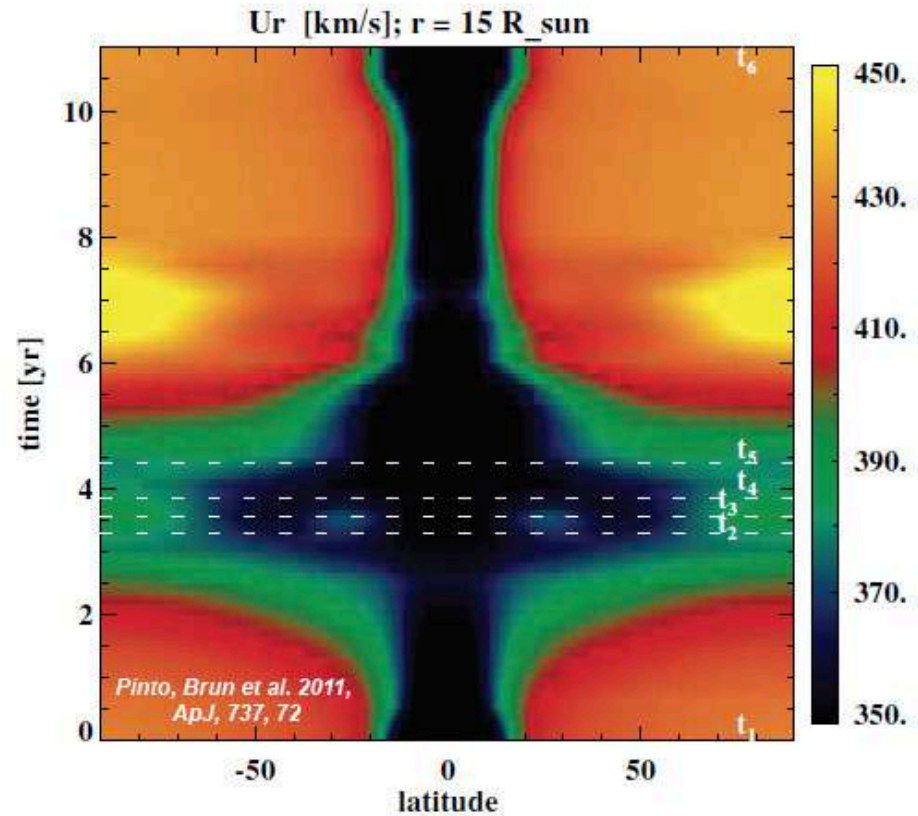 Ur [km/s]; r = 15 R_sun
t₆
450.
10
430.
8
410.
6
time [yr]
t₅
390.
t₄
4
t₃
t₂
370.
2
Pinto, Brun et al. 2011,
ApJ, 737, 72
0
t₁
350.
-50
0
50
latitude